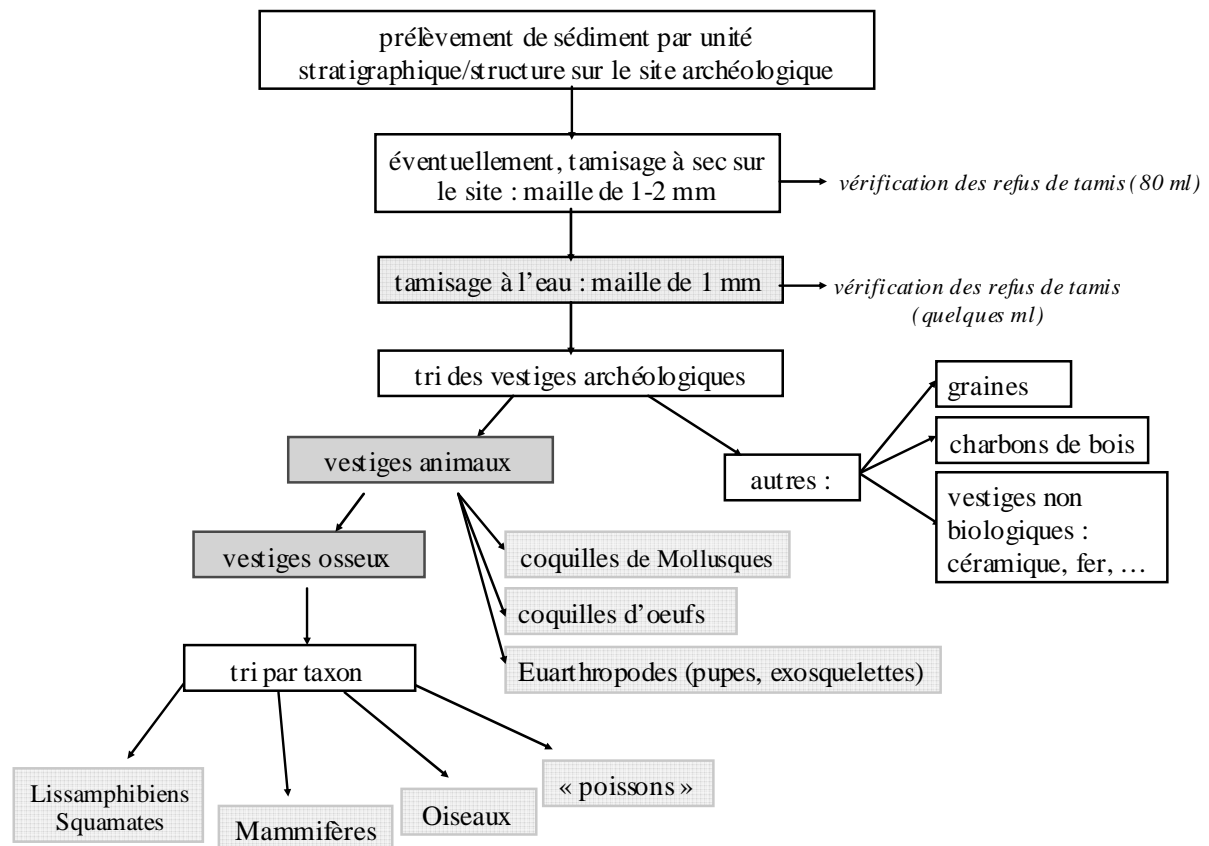 prélèvement de sédiment par unité
stratigraphique/structure sur le site archéologique
éventuellement, tamisage à sec sur
le site : maille de 1-2 mm
vérification des refus de tamis (80 ml)
tamisage à l'eau : maille de 1 mm
vérification des refus de tamis
(quelques ml)
tri des vestiges archéologiques
graines
charbons de bois
vestiges animaux
autres :
vestiges non
biologiques :
céramique, fer, …
vestiges osseux
coquilles de Mollusques
coquilles d'oeufs
Euarthropodes (pupes, exosquelettes)
tri par taxon
Lissamphibiens
Squamates
Mammifères
Oiseaux
« poissons »